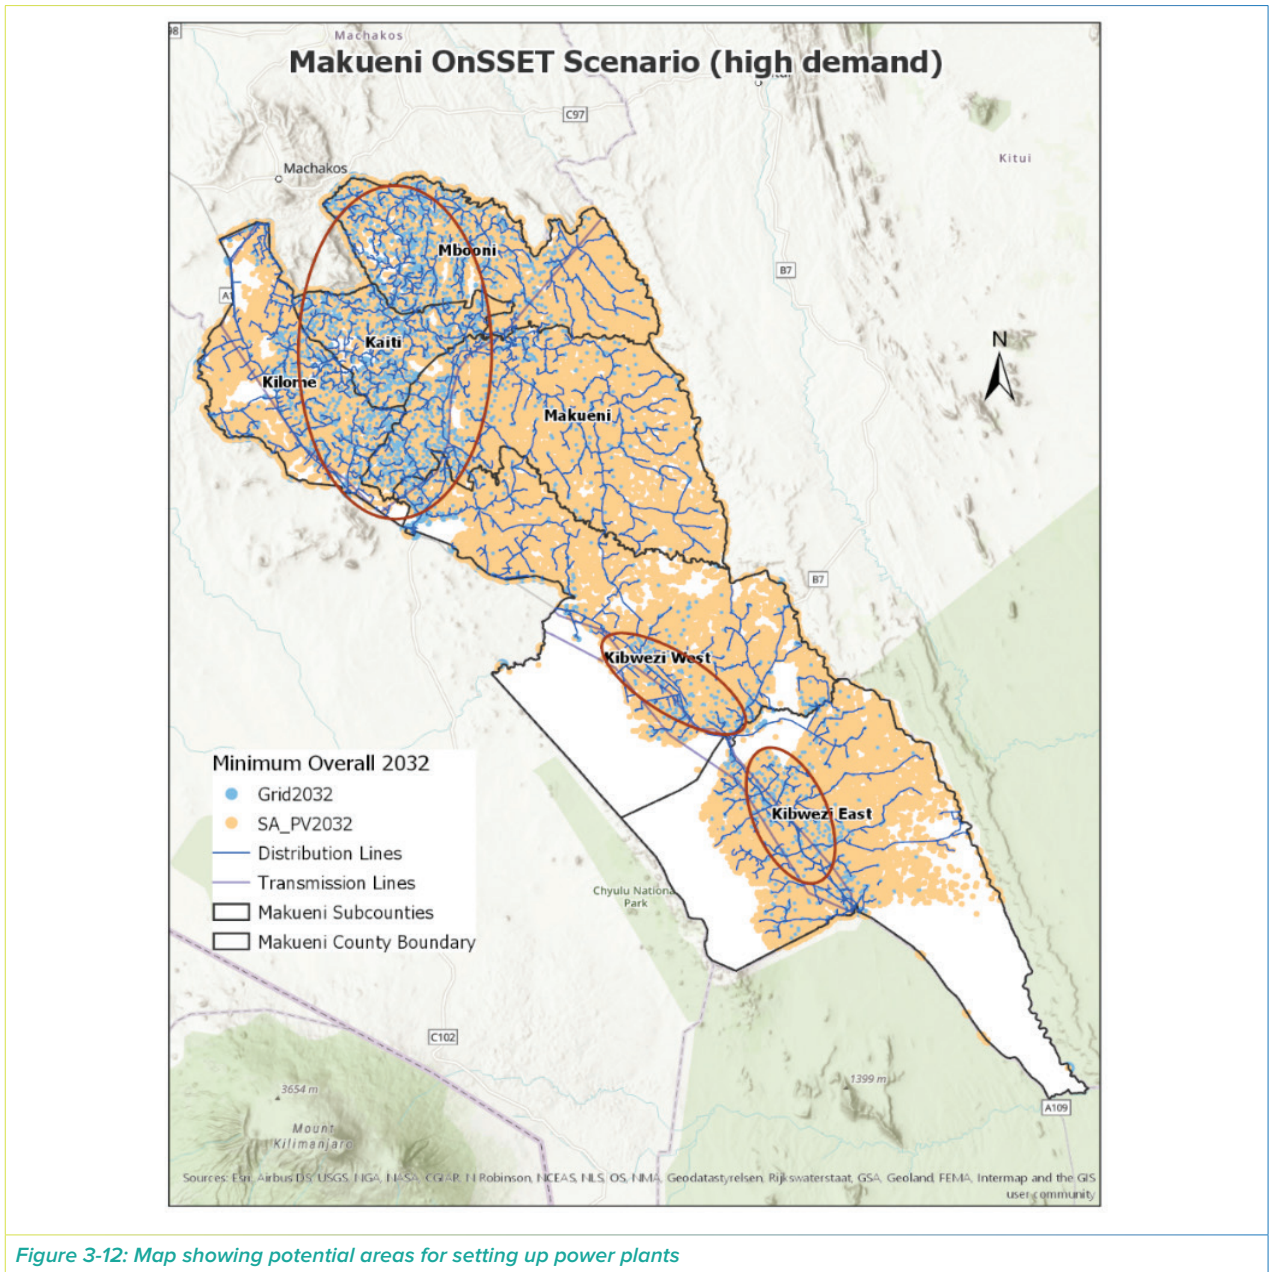 98
Machakos
Makueni OnSSET Scenario (high demand)
C97
Kitui
Machakos
Mbooni
B7
Kaiti
N
Kilome
Makueni
B7
Kibwezi West
Minimum Overall 2032
Grid2032
SA_PV2032
Distribution Lines
Transmission Lines
Makueni Subcounties
Makueni County Boundary
Kibwezi East
Chyulu National
Park
C102
3654 m
1399 m
A109
Mount
Kilimanjaro
Sources: Esri, Airbus DS, USGS, NGA, NASA, CGIAR, N Robinson, NCEAS, NLS, OS, NMA, Geodatastyrelsen, Rijkswaterstaat, GSA, Geoland, FEMA, Intermap and the GIS
user community
Figure 3-12: Map showing potential areas for setting up power plants